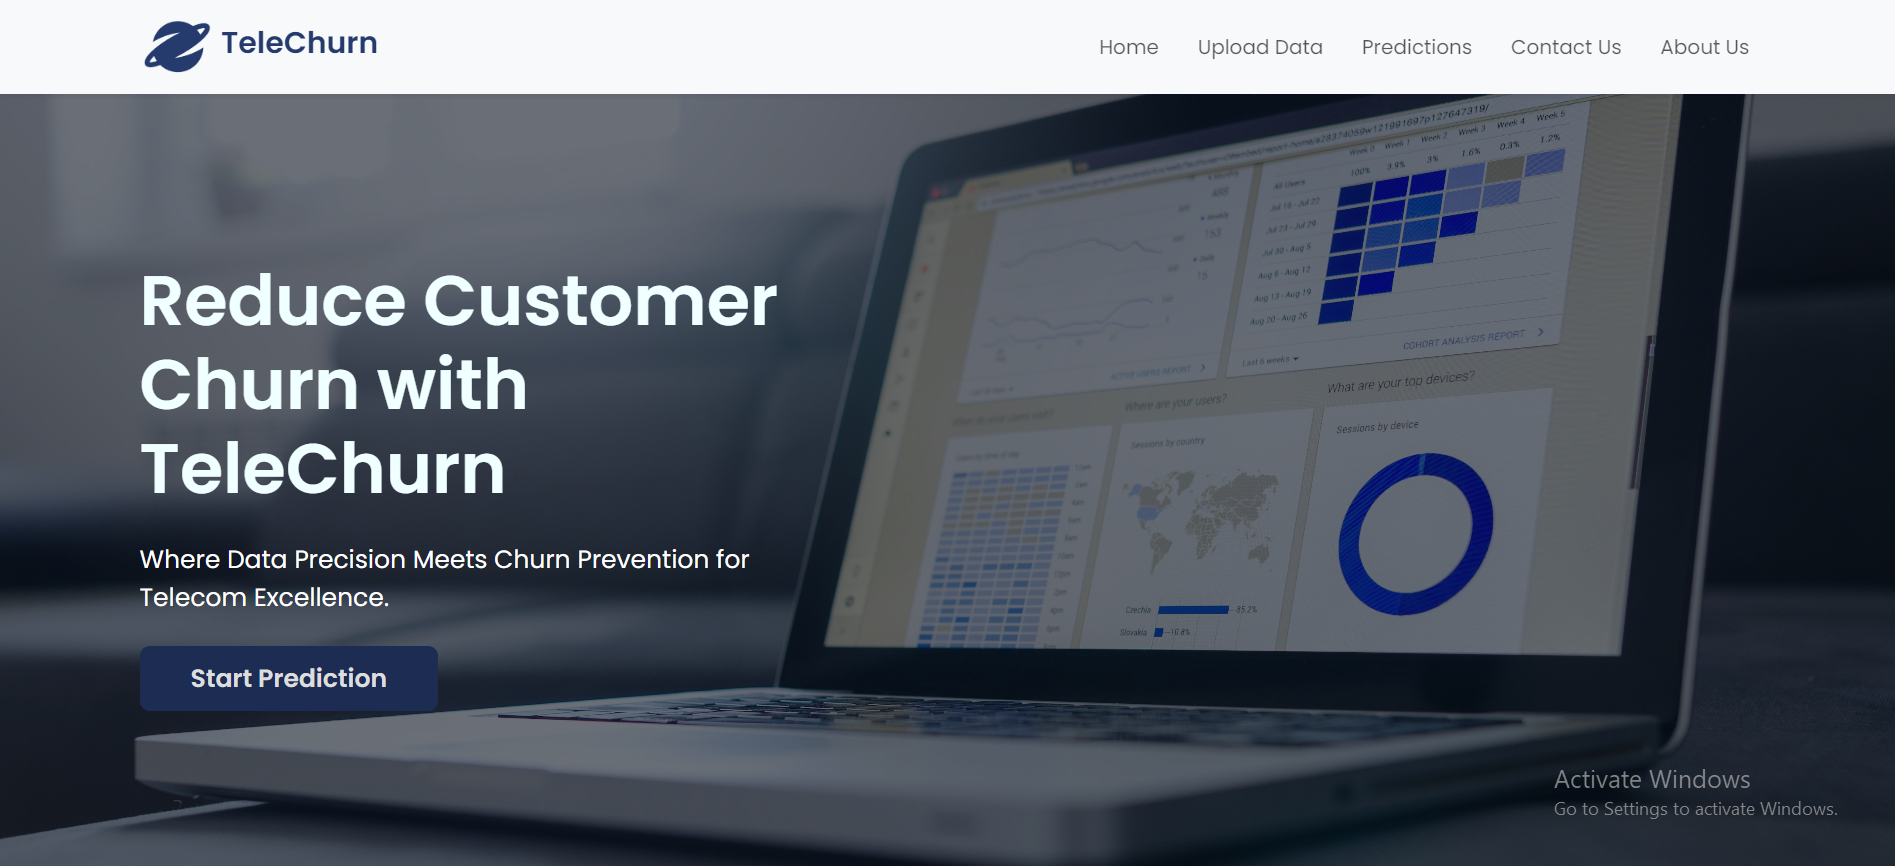 TeleChurn
Home Upload Data Predictions Contact Us About Us
Reduce Customer
Churn with
TeleChurn
Where Data Precision Meets Churn Prevention for
Telecom Excellence.
Start Prediction
Week 0 Week 1 Week 2 Week 3 Week 4 Week 5
All Users 100% 3.9% 3% 1.6% 0.3% 1.2%
Jul 23 - Jul 29
Jul 30 - Aug 5
Aug 6 - Aug 12
Aug 13 - Aug 19
Aug 20 - Aug 26
Last 6 weeks
COHORT ANALYSIS REPORT
ACTIVE USERS REPORT
Where are your users?
What are your top devices?
Sessions by country
Sessions by device
Czechia 85.2%
Slovakia 10.8%
Activate Windows
Go to Settings to activate Windows.